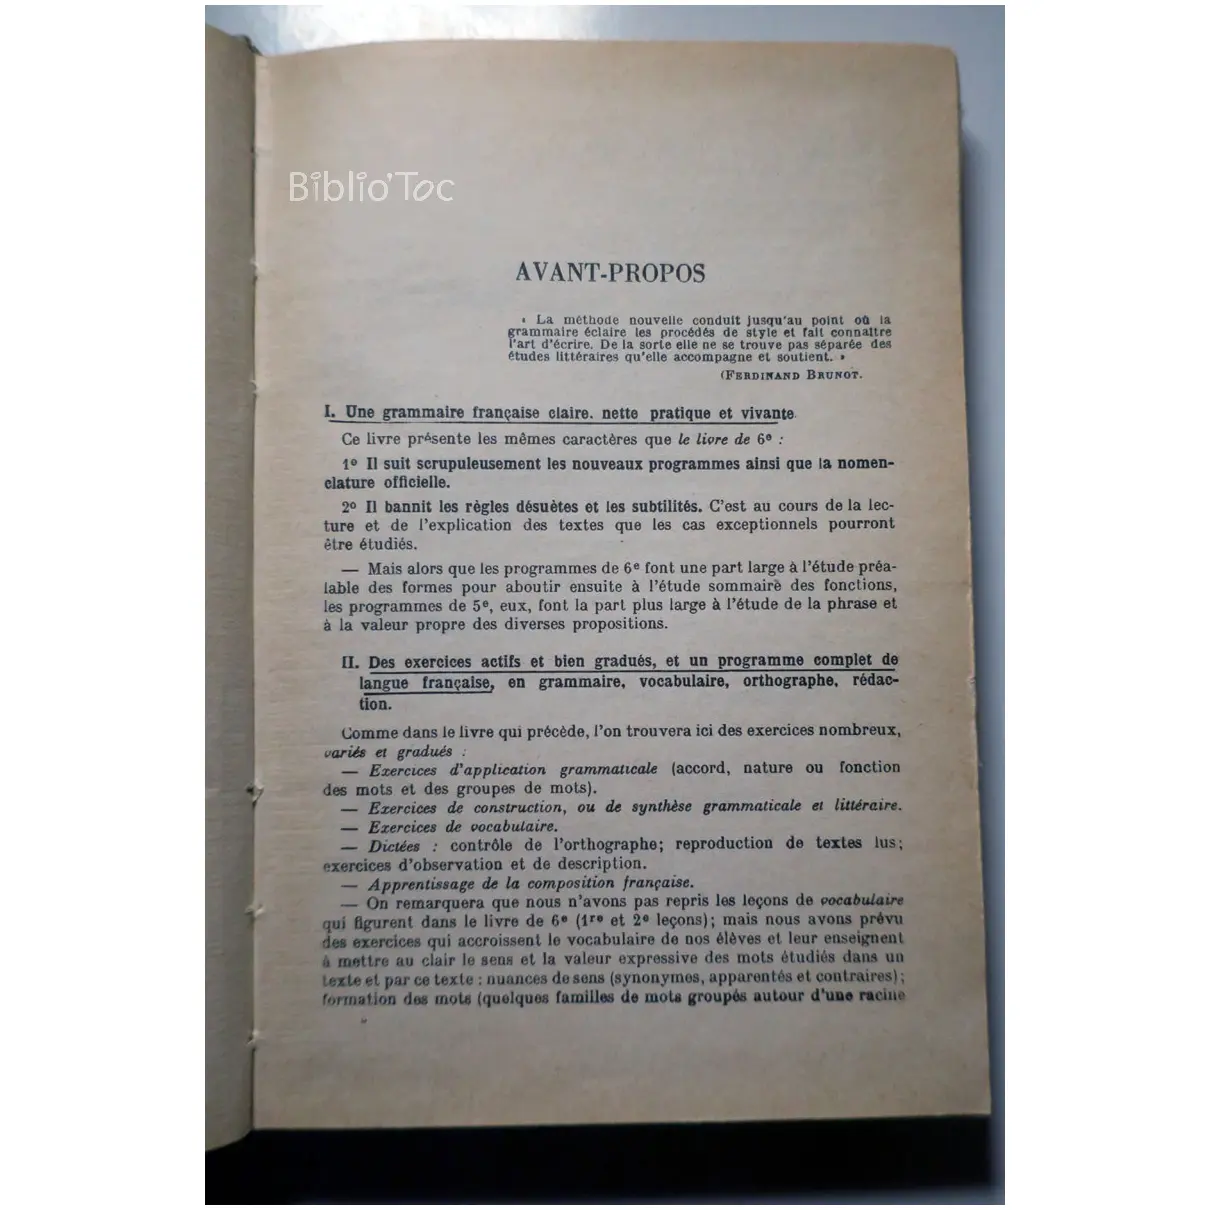 Biblio'Toc
AVANT-PROPOS
« La méthode nouvelle conduit jusqu'au point où la
grammaire éclaire les procédés de style et fait connaître
l'art d'écrire. De la sorte elle ne se trouve pas séparée des
études littéraires qu'elle accompagne et soutient. »
(FERDINAND BRUNOT.
I. Une grammaire française claire. nette pratique et vivante.
Ce livre présente les mêmes caractères que le livre de 6e :
1o Il suit scrupuleusement les nouveaux programmes ainsi que la nomen-
clature officielle.
2o Il bannit les règles désuètes et les subtilités. C'est au cours de la lec-
ture et de l'explication des textes que les cas exceptionnels pourront
être étudiés.
— Mais alors que les programmes de 6e font une part large à l'étude préa-
lable des formes pour aboutir ensuite à l'étude sommaire des fonctions,
les programmes de 5e, eux, font la part plus large à l'étude de la phrase et
à la valeur propre des diverses propositions.
II. Des exercices actifs et bien gradués, et un programme complet de
langue française, en grammaire, vocabulaire, orthographe, rédac-
tion.
Comme dans le livre qui précède, l'on trouvera ici des exercices nombreux,
variés et gradués :
— Exercices d'application grammaticale (accord, nature ou fonction
des mots et des groupes de mots).
— Exercices de construction, ou de synthèse grammaticale et littéraire.
— Exercices de vocabulaire.
— Dictées : contrôle de l'orthographe; reproduction de textes lus;
exercices d'observation et de description.
— Apprentissage de la composition française.
— On remarquera que nous n'avons pas repris les leçons de vocabulaire
qui figurent dans le livre de 6e (1re et 2e leçons); mais nous avons prévu
des exercices qui accroissent le vocabulaire de nos élèves et leur enseignent
à mettre au clair le sens et la valeur expressive des mots étudiés dans un
texte et par ce texte : nuances de sens (synonymes, apparentés et contraires);
formation des mots (quelques familles de mots groupés autour d'une racine